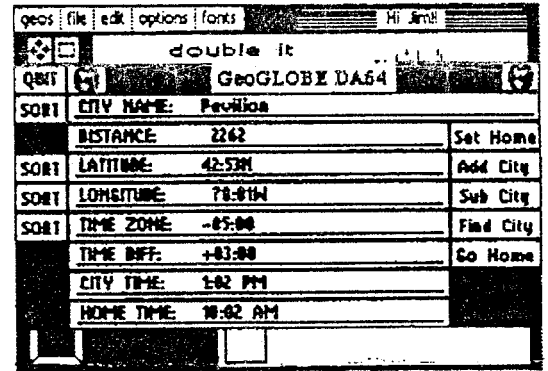 geos file edit options fonts Hi Jim!!
double it
QUIT GeoGLOBE DA64
SORT CITY NAME: Pavilion
DISTANCE: 2262 Set Home
SORT LATITUDE: 42:53N Add City
SORT LONGITUDE: 78:01W Sub City
SORT TIME ZONE: -05:00 Find City
TIME DIFF: +03:00 Go Home
CITY TIME: 1:02 PM
HOME TIME: 10:02 AM